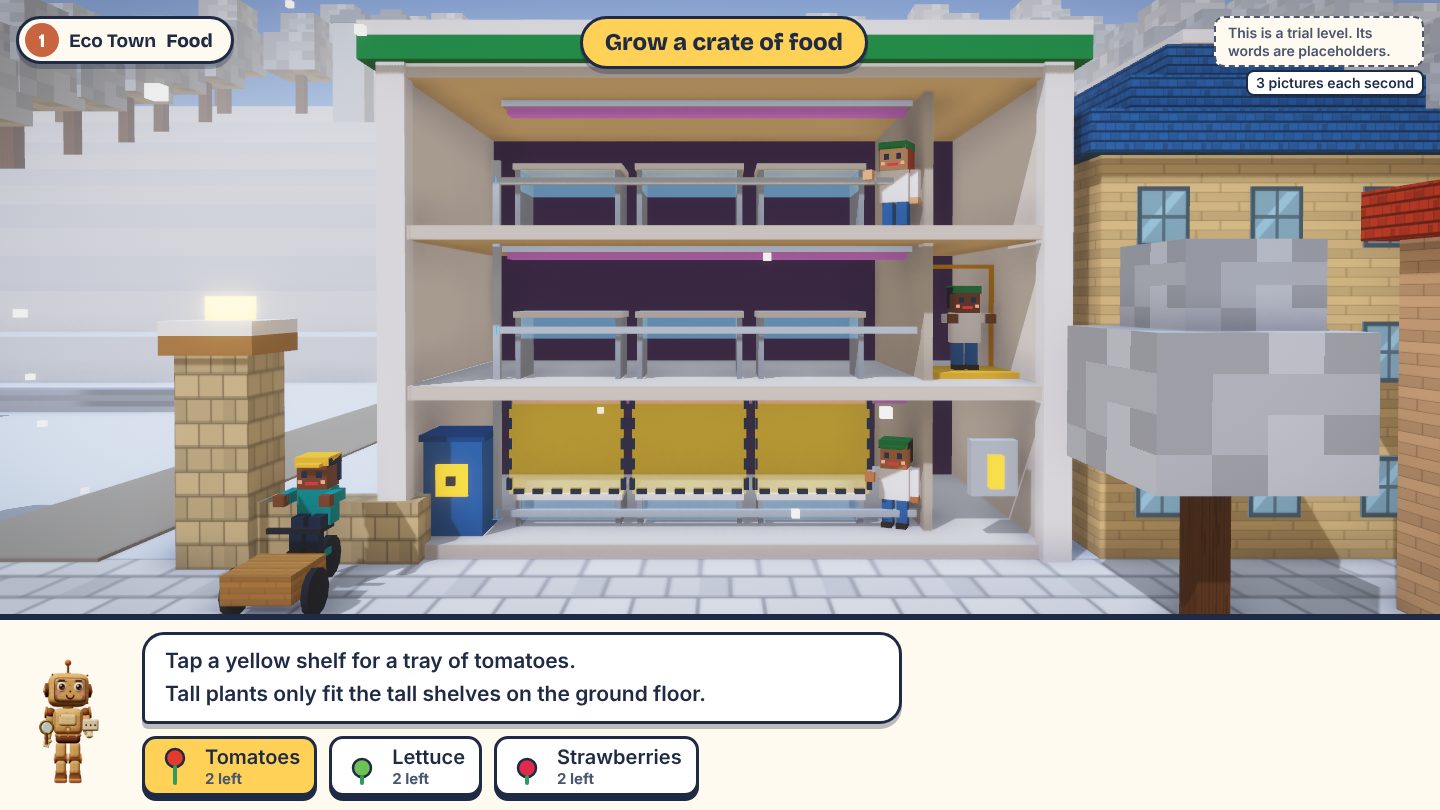 1 Eco Town Food
Grow a crate of food
This is a trial level. Its
words are placeholders.
3 pictures each second
Tap a yellow shelf for a tray of tomatoes.
Tall plants only fit the tall shelves on the ground floor.
Tomatoes
2 left
Lettuce
2 left
Strawberries
2 left